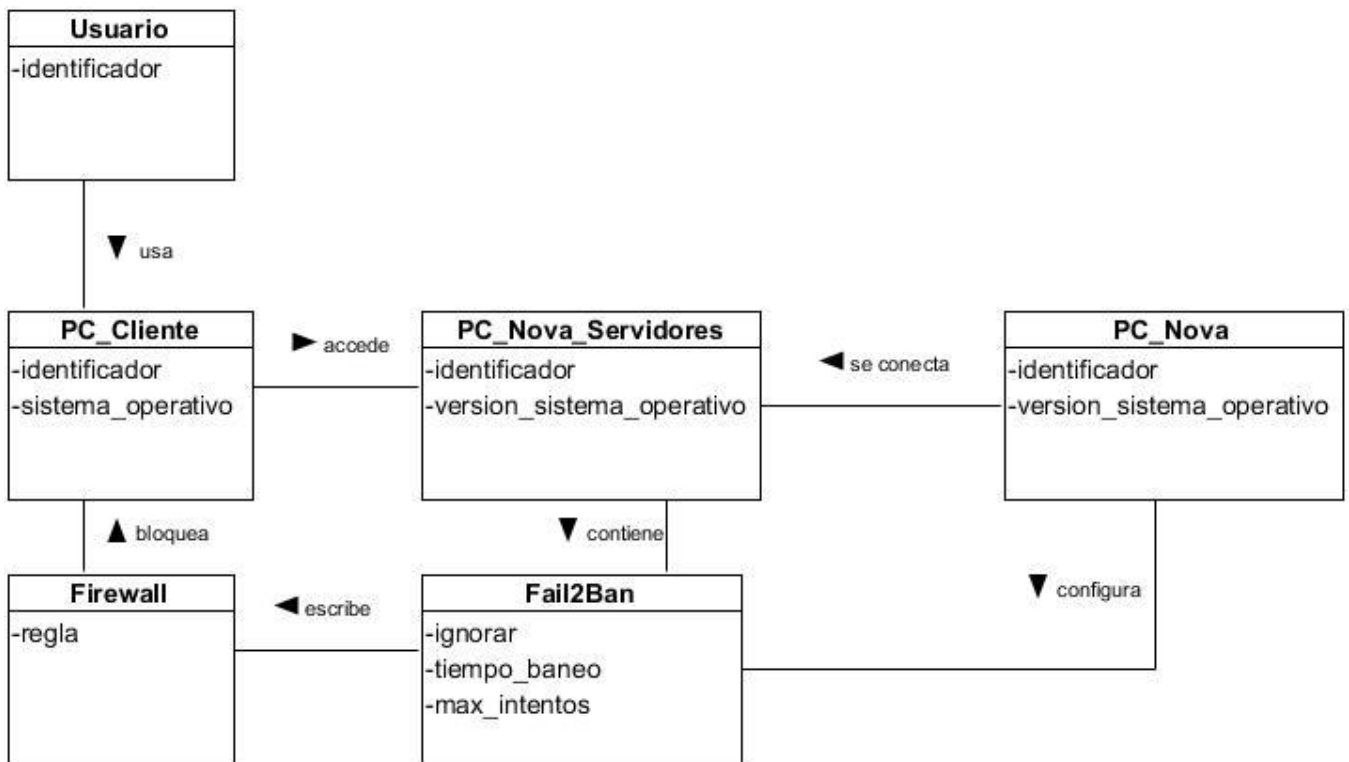 Usuario
-identificador
usa
PC_Cliente
-identificador
-sistema_operativo
accede
PC_Nova_Servidores
-identificador
-version_sistema_operativo
se conecta
PC_Nova
-identificador
-version_sistema_operativo
bloquea
contiene
configura
Firewall
-regla
escribe
Fail2Ban
-ignorar
-tiempo_baneo
-max_intentos